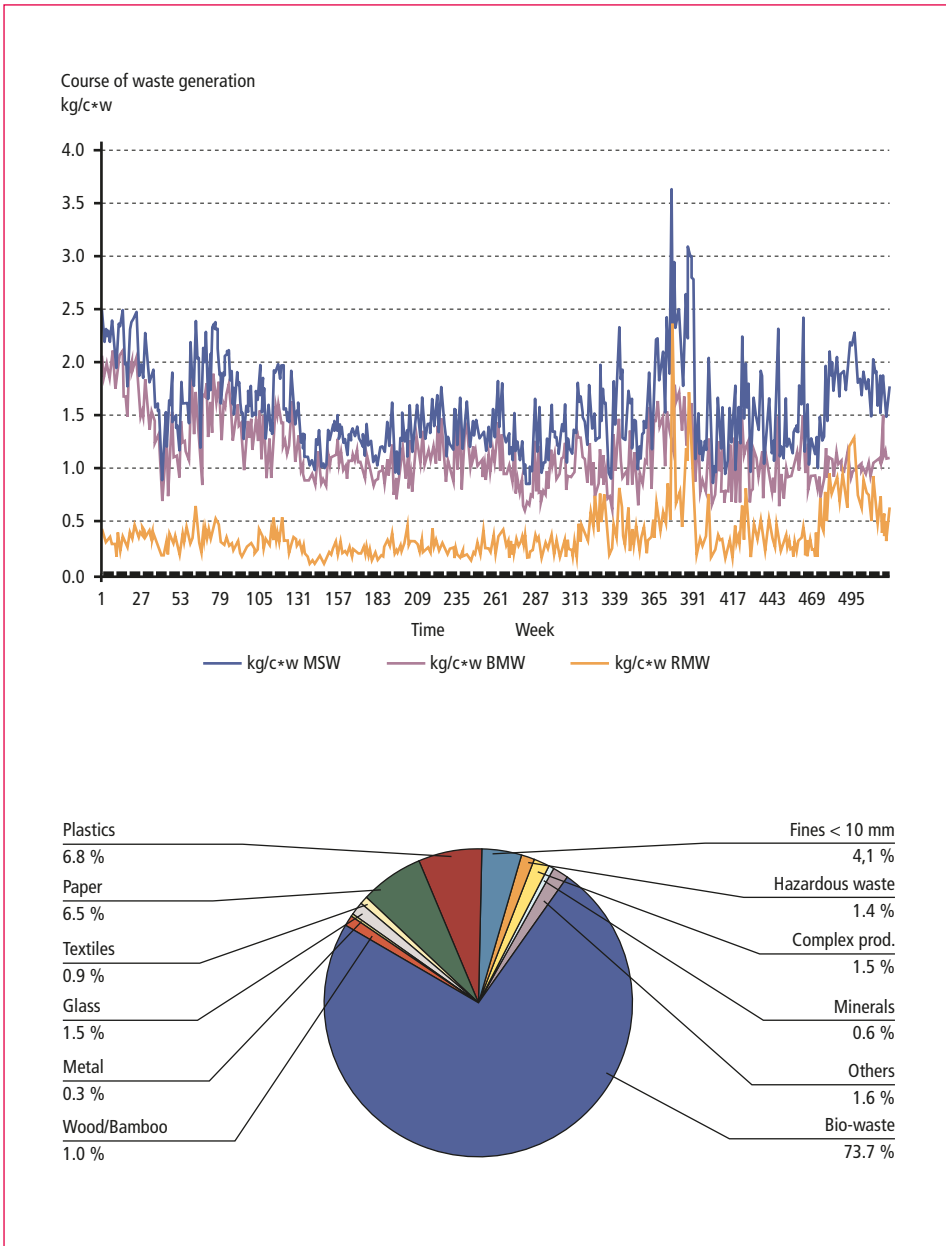 Course of waste generation
kg/c*w
4.0
3.5
3.0
2.5
2.0
1.5
1.0
0.5
0.0
1 27 53 79 105 131 157 183 209 235 261 287 313 339 365 391 417 443 469 495
Time Week
kg/c*w MSW kg/c*w BMW kg/c*w RMW
Plastics
6.8 %
Paper
6.5 %
Textiles
0.9 %
Glass
1.5 %
Metal
0.3 %
Wood/Bamboo
1.0 %
Fines < 10 mm
4,1 %
Hazardous waste
1.4 %
Complex prod.
1.5 %
Minerals
0.6 %
Others
1.6 %
Bio-waste
73.7 %